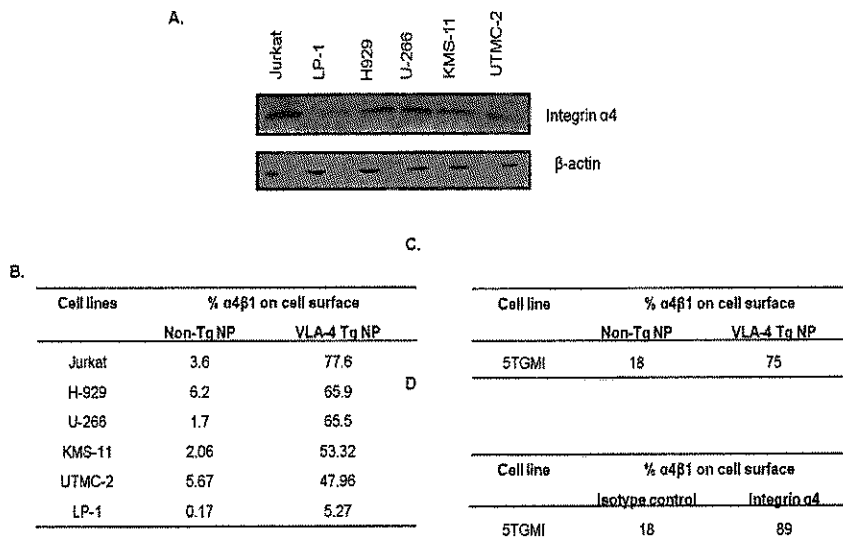 A.
Jurkat
LP-1
H929
U-266
KMS-11
UTMC-2
Integrin α4
β-actin
B.
Cell lines % α4β1 on cell surface
Non-Tg NP VLA-4 Tg NP
Jurkat 3.6 77.6
H-929 6.2 65.9
U-266 1.7 65.5
KMS-11 2.06 53.32
UTMC-2 5.67 47.96
LP-1 0.17 5.27
C.
Cell line % α4β1 on cell surface
Non-Tg NP VLA-4 Tg NP
5TGMI 18 75
D
Cell line % α4β1 on cell surface
Isotype control Integrin α4
5TGMI 18 89